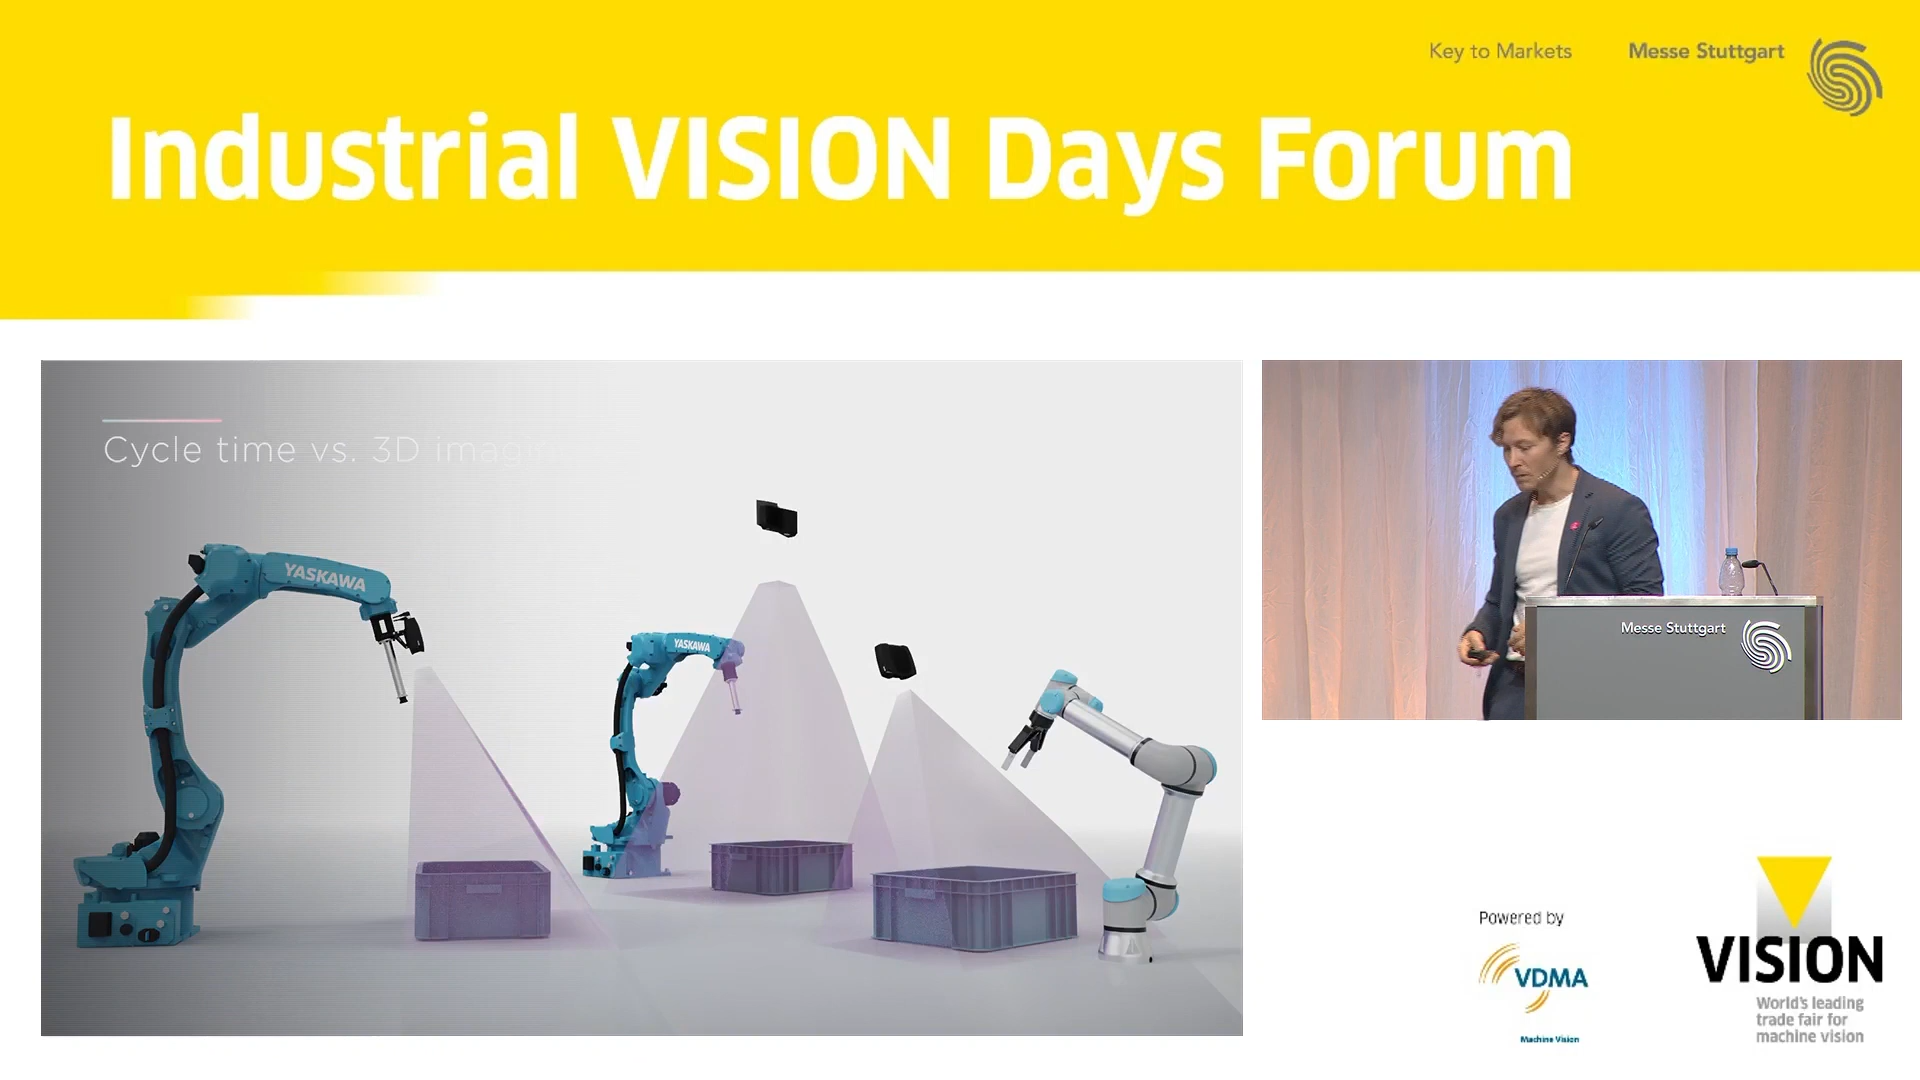 Key to Markets
Messe Stuttgart
Industrial VISION Days Forum
Cycle time vs. 3D
YASKAWA
YASKAWA
Messe Stuttgart
Powered by
VDMA
Machine Vision
VISION
World's leading
trade fair for
machine vision